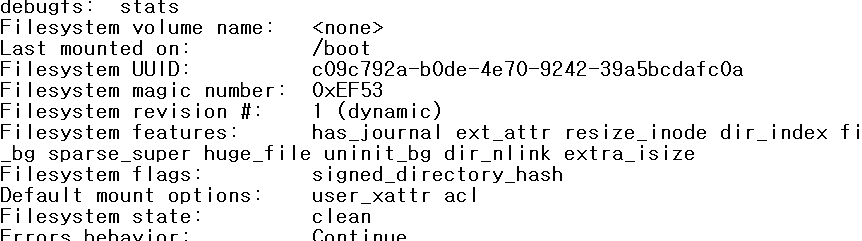 debugfs:  stats
Filesystem volume name:   <none>
Last mounted on:          /boot
Filesystem UUID:          c09c792a-b0de-4e70-9242-39a5bcdafc0a
Filesystem magic number:  0xEF53
Filesystem revision #:    1 (dynamic)
Filesystem features:      has_journal ext_attr resize_inode dir_index fi
_bg sparse_super huge_file uninit_bg dir_nlink extra_isize
Filesystem flags:         signed_directory_hash
Default mount options:    user_xattr acl
Filesystem state:         clean
Errors behavior:          Continue